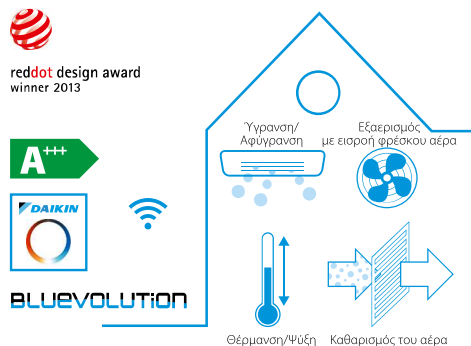 reddot design award
winner 2013
A+++
DAIKIN
BLUEVOLUTION
Ύγρανση/
Αφύγρανση
Εξαερισμός
με εισροή φρέσκου αέρα
Θέρμανση/Ψύξη
Καθαρισμός του αέρα